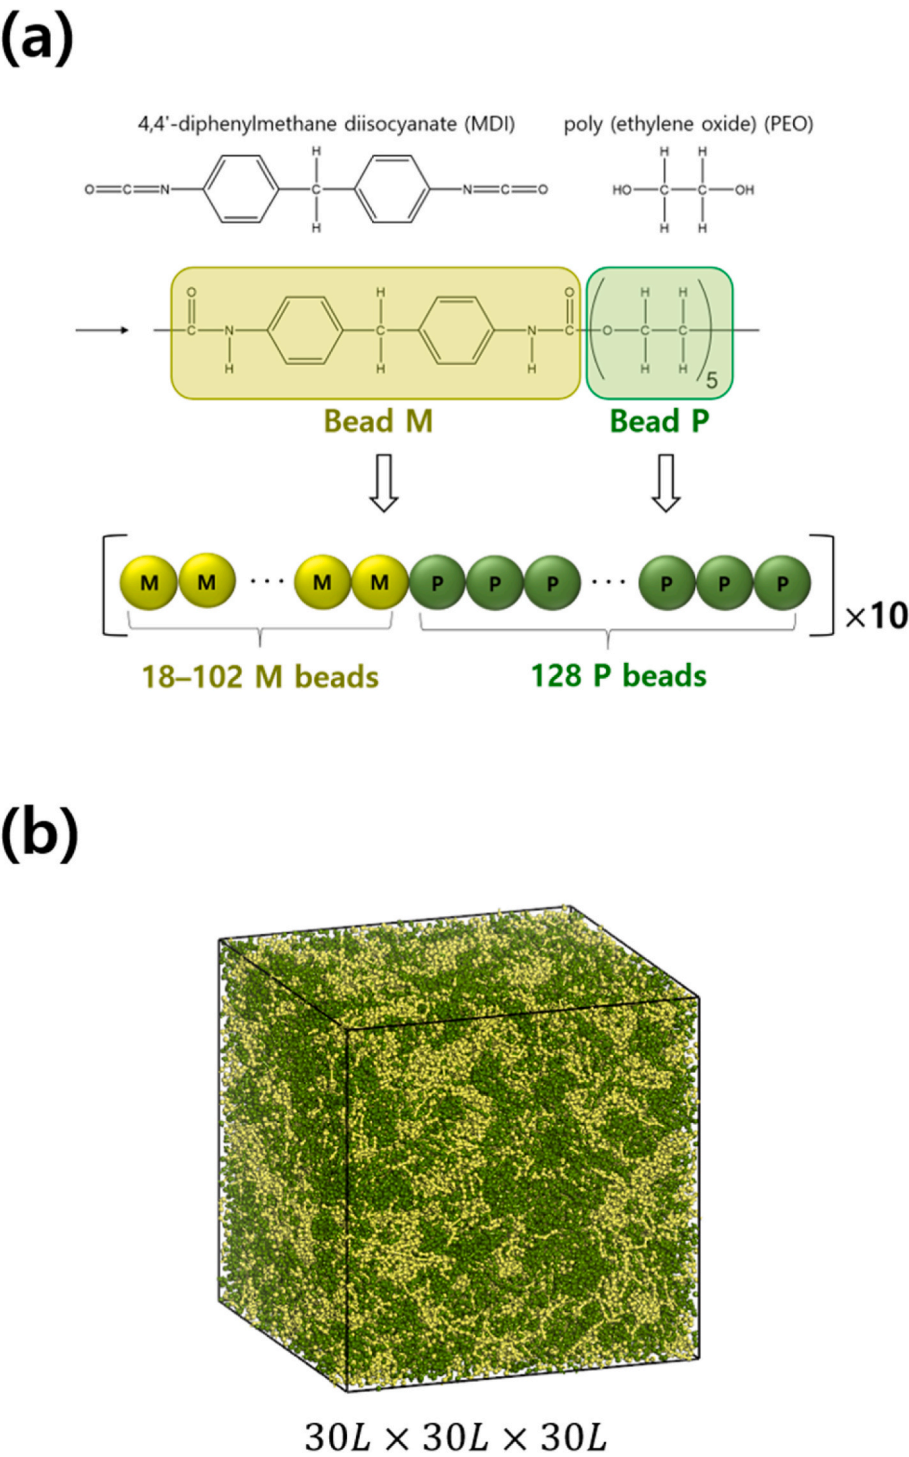 (a)
4,4'-diphenylmethane diisocyanate (MDI) poly (ethylene oxide) (PEO)
H H H
O C N C N C O HO C C OH
H H H
O H O H H
C N C N C O C C
H H H H H 5
Bead M Bead P
M M ··· M M P P P ··· P P P
×10
18–102 M beads 128 P beads
(b)
30L × 30L × 30L